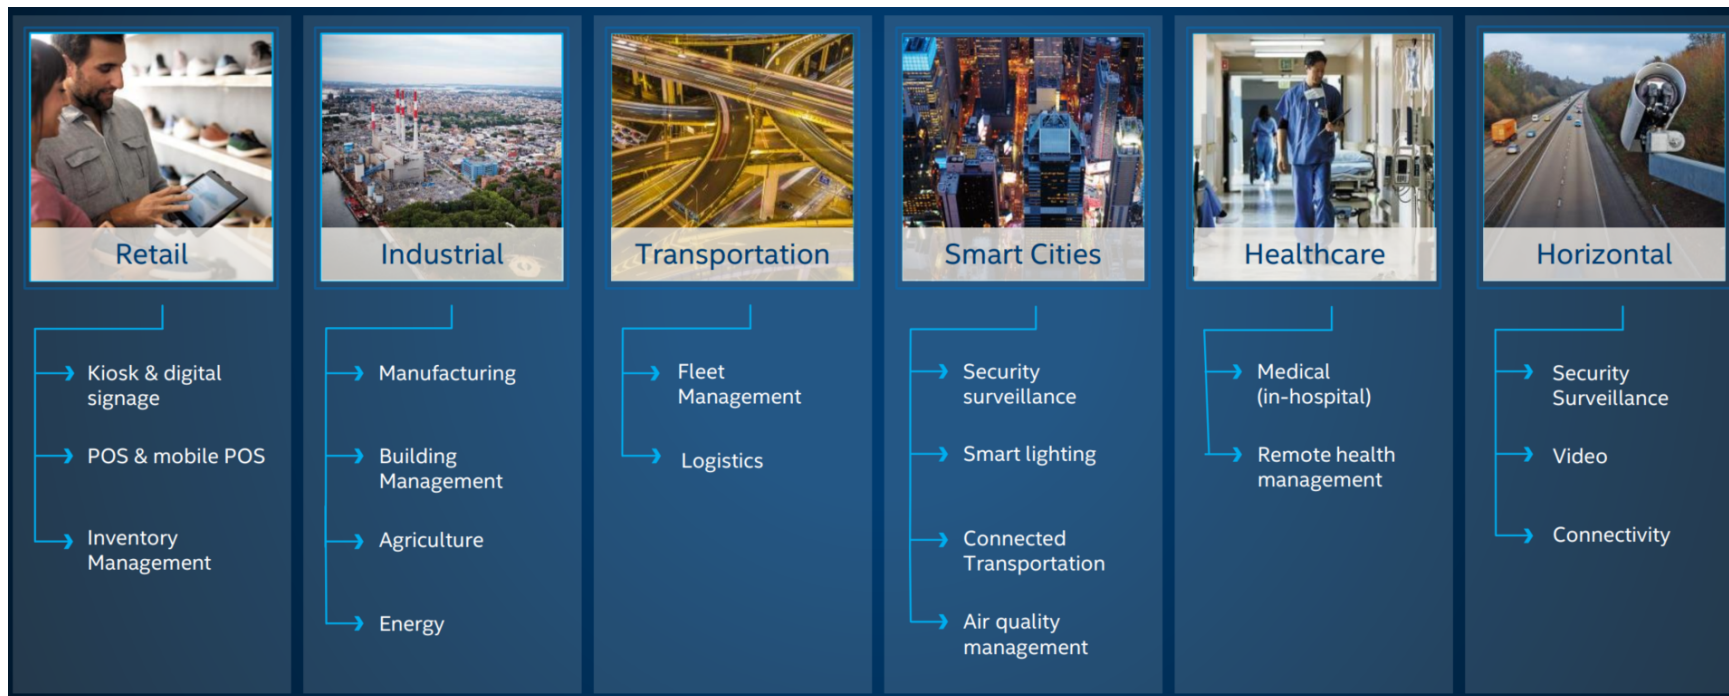 Retail
Kiosk & digital
signage
POS & mobile POS
Inventory
Management
Industrial
Manufacturing
Building
Management
Agriculture
Energy
Transportation
Fleet
Management
Logistics
Smart Cities
Security
surveillance
Smart lighting
Connected
Transportation
Air quality
management
Healthcare
Medical
(in-hospital)
Remote health
management
Horizontal
Security
Surveillance
Video
Connectivity